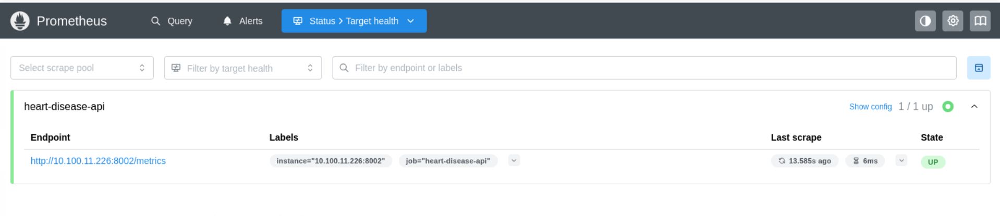 Prometheus Query Alerts Status > Target health
Select scrape pool Filter by target health Filter by endpoint or labels
heart-disease-api Show config 1 / 1 up
Endpoint Labels Last scrape State
http://10.100.11.226:8002/metrics instance="10.100.11.226:8002" job="heart-disease-api" 13.585s ago 6ms UP